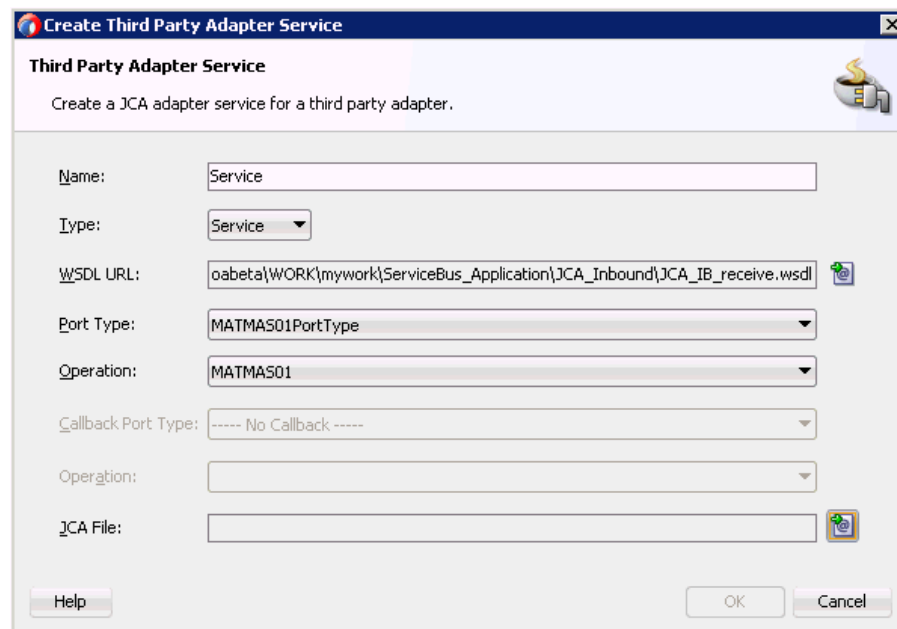 Create Third Party Adapter Service
Third Party Adapter Service
Create a JCA adapter service for a third party adapter.
Name: Service
Type: Service
WSDL URL: oabeta\WORK\mywork\ServiceBus_Application\JCA_Inbound\JCA_IB_receive.wsdl
Port Type: MATMAS01PortType
Operation: MATMAS01
Callback Port Type: ----- No Callback -----
Operation:
JCA File:
Help OK Cancel